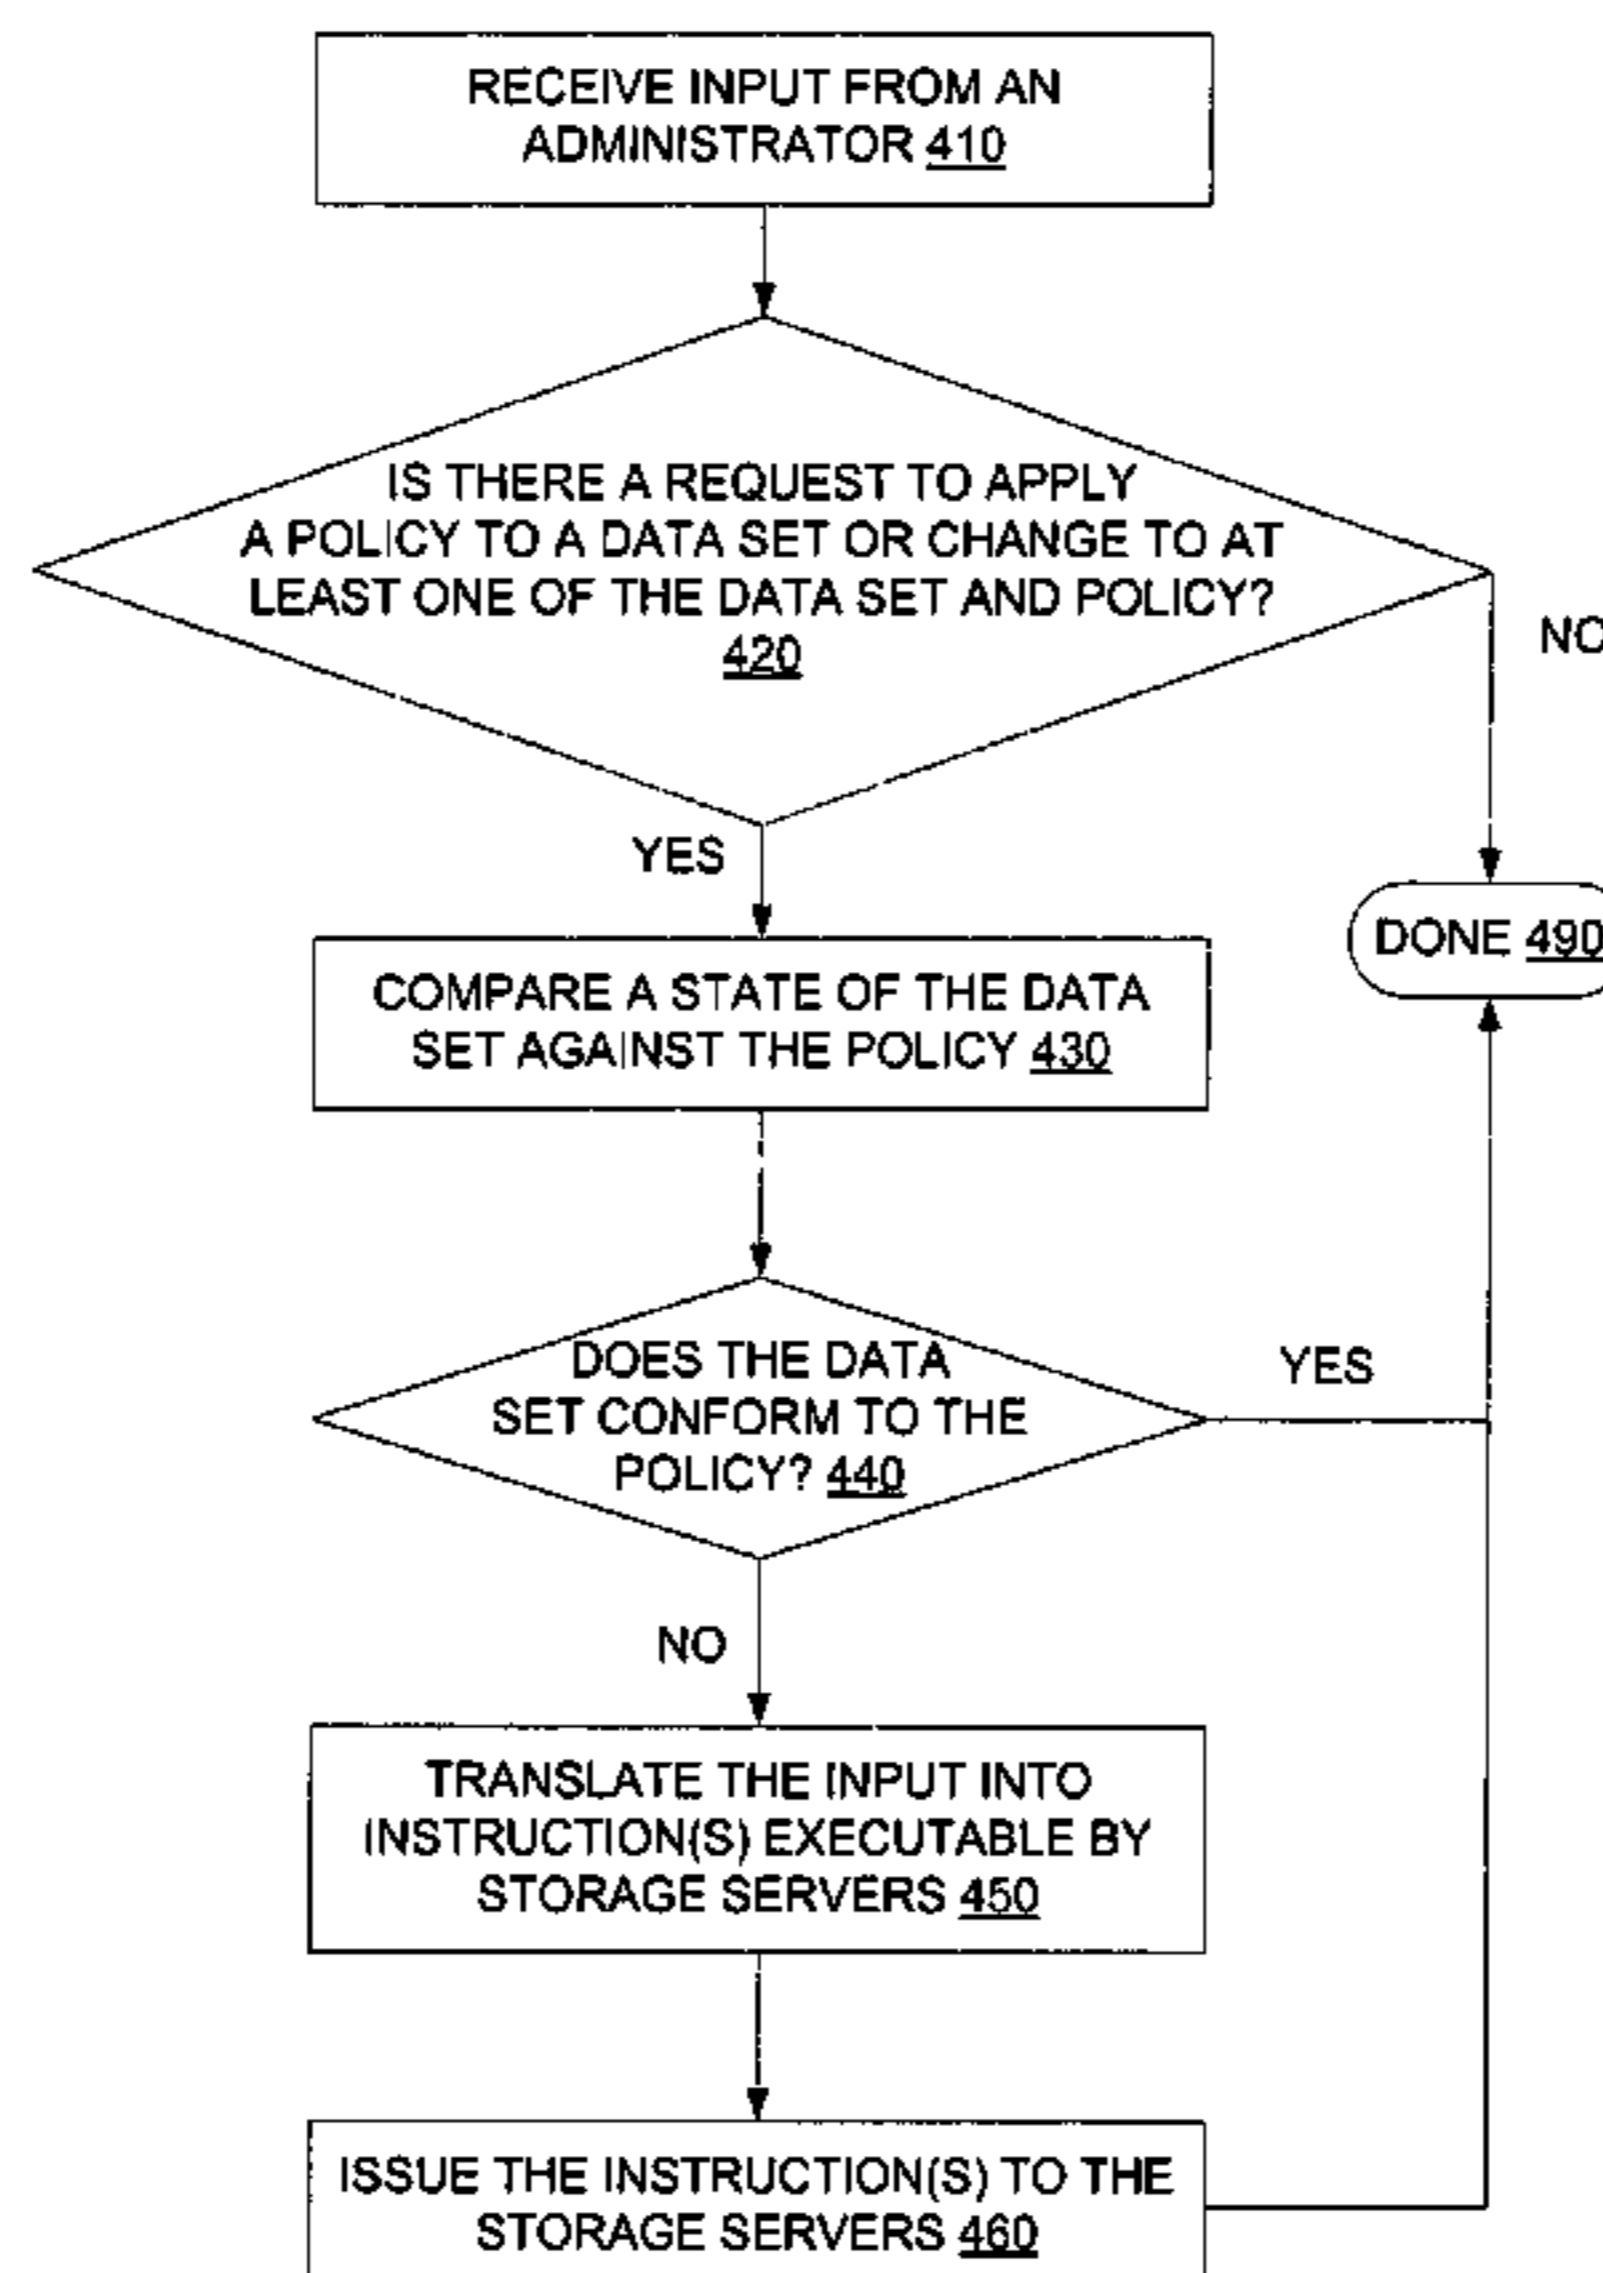 RECEIVE INPUT FROM AN
ADMINISTRATOR 410
IS THERE A REQUEST TO APPLY
A POLICY TO A DATA SET OR CHANGE TO AT
LEAST ONE OF THE DATA SET AND POLICY?
420
NO
YES
DONE 490
COMPARE A STATE OF THE DATA
SET AGAINST THE POLICY 430
DOES THE DATA
SET CONFORM TO THE
POLICY? 440
YES
NO
TRANSLATE THE INPUT INTO
INSTRUCTION(S) EXECUTABLE BY
STORAGE SERVERS 450
ISSUE THE INSTRUCTION(S) TO THE
STORAGE SERVERS 460